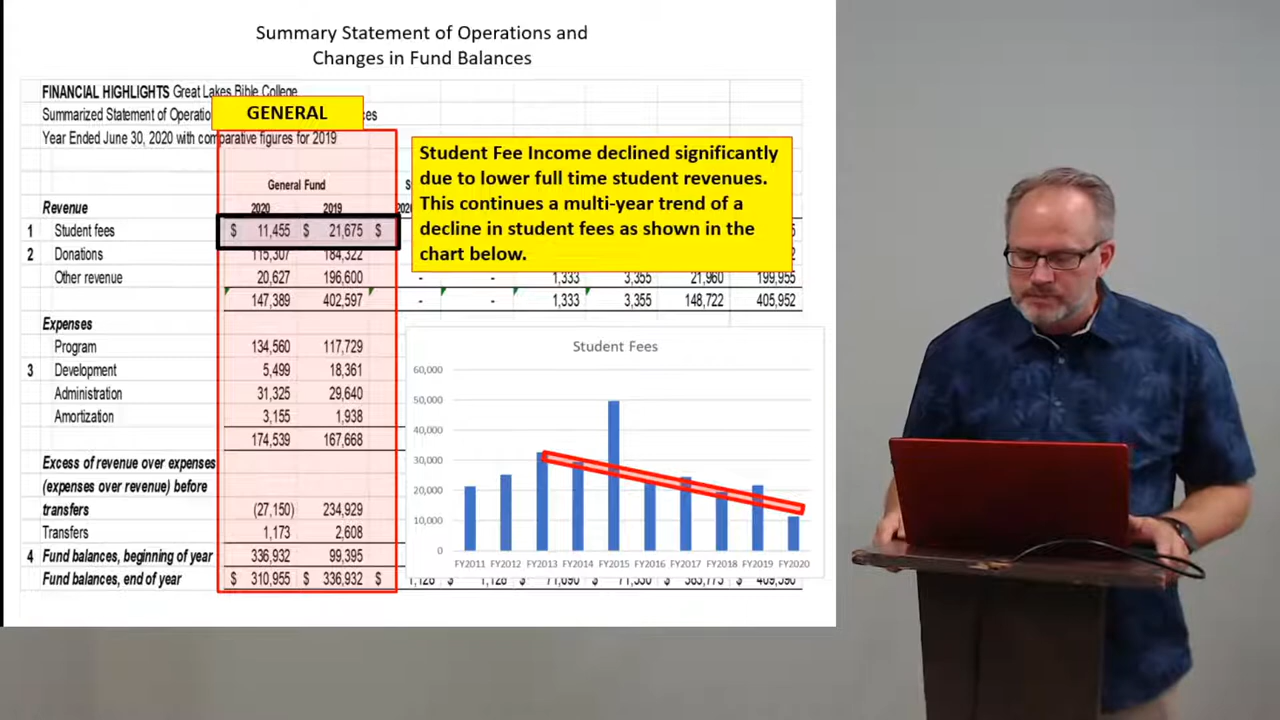 Summary Statement of Operations and
Changes in Fund Balances
FINANCIAL HIGHLIGHTS Great Lakes Bible College
GENERAL
Summarized Statement of Operatio ces
Year Ended June 30, 2020 with comparative figures for 2019
Student Fee Income declined significantly
due to lower full time student revenues.
This continues a multi-year trend of a
decline in student fees as shown in the
chart below.
General Fund
Revenue 2020 2019
1 Student fees $ 11,455 $ 21,675 $
2 Donations 115,307 184,322
Other revenue 20,627 196,600 - - 1,333 3,355 21,960 199,955
147,389 402,597 - - 1,333 3,355 148,722 405,952
Expenses
Program 134,560 117,729
3 Development 5,499 18,361
Administration 31,325 29,640
Amortization 3,155 1,938
174,539 167,668
Excess of revenue over expenses
(expenses over revenue) before
transfers (27,150) 234,929
Transfers 1,173 2,608
4 Fund balances, beginning of year 336,932 99,395
Fund balances, end of year $ 310,955 $ 336,932 $
Student Fees
60,000
50,000
40,000
30,000
20,000
10,000
0
FY2011 FY2012 FY2013 FY2014 FY2015 FY2016 FY2017 FY2018 FY2019 FY2020